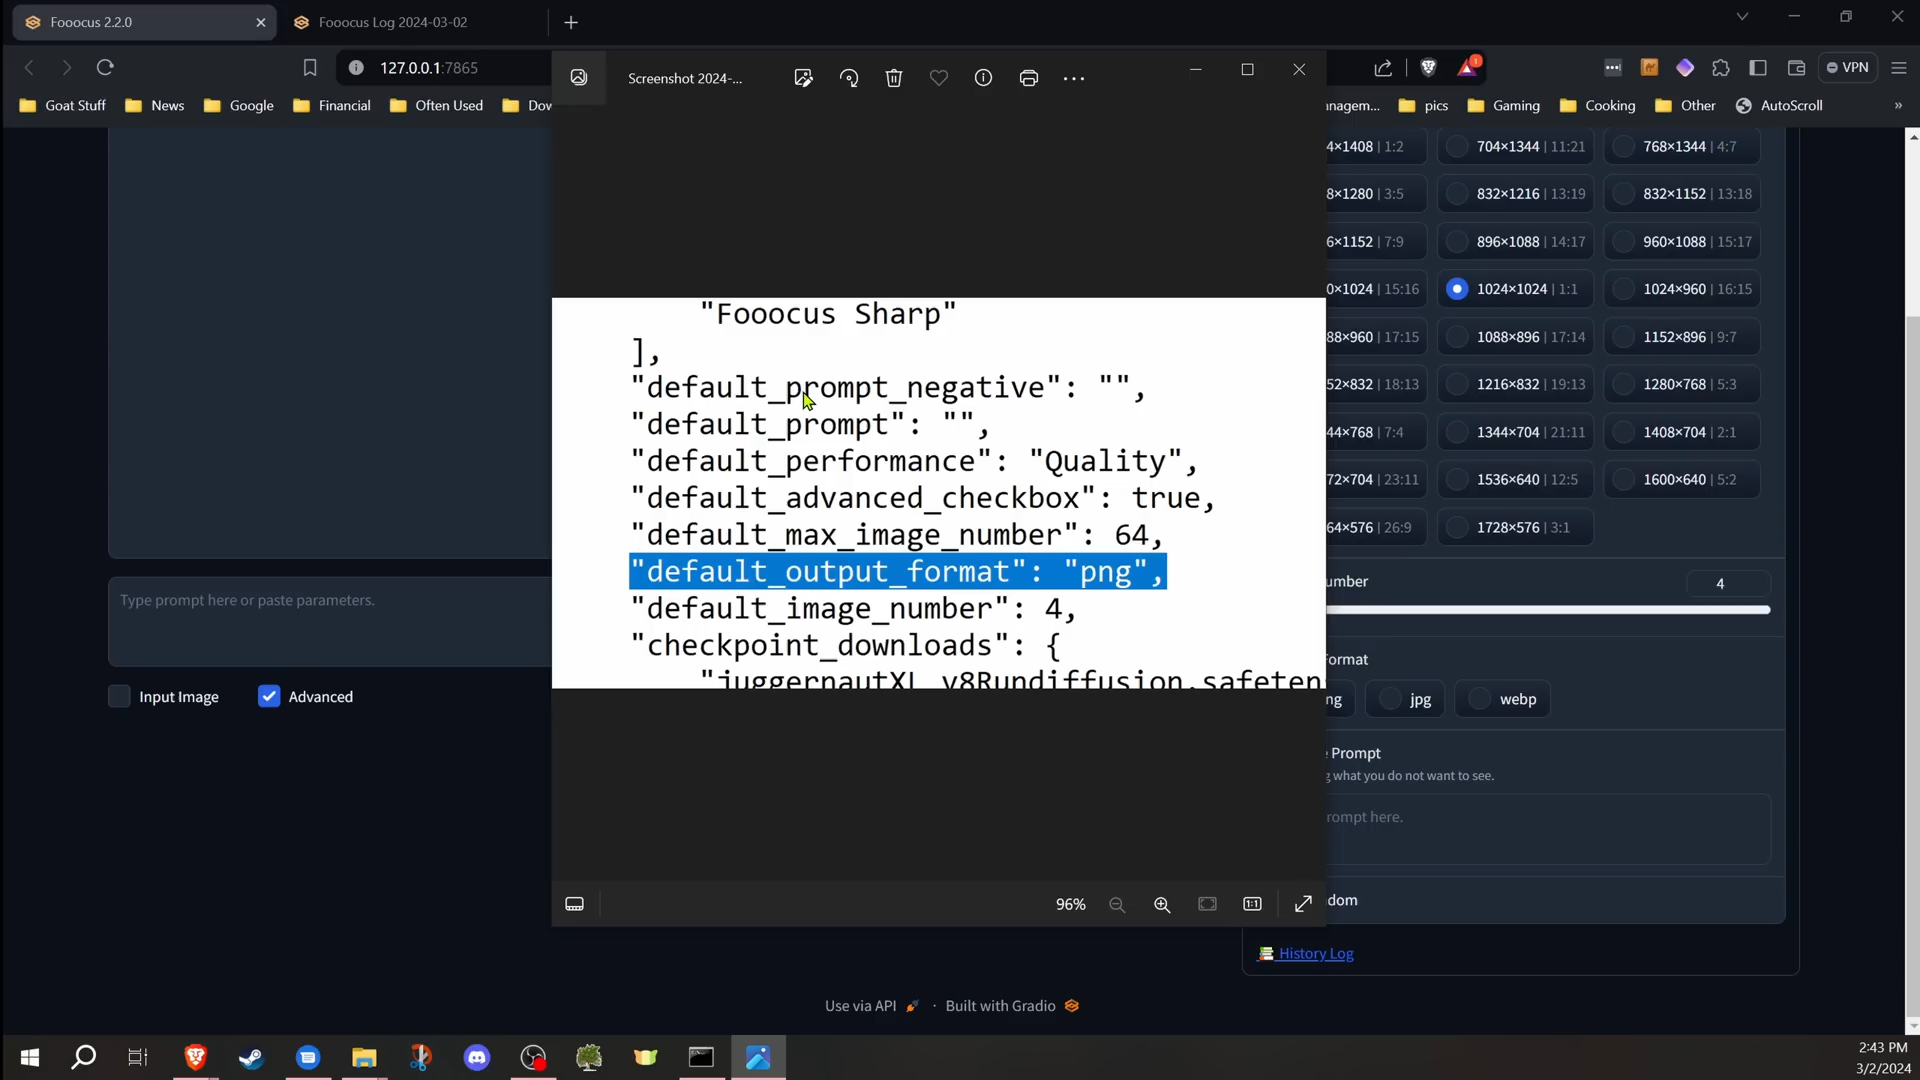 Fooocus 2.2.0
Fooocus Log 2024-03-02
127.0.0.1:7865
VPN
Goat Stuff
News
Google
Financial
Often Used
Dow
nagem...
pics
Gaming
Cooking
Other
AutoScroll
»
Screenshot 2024-...
"Fooocus Sharp"
],
"default_prompt_negative": "",
"default_prompt": "",
"default_performance": "Quality",
"default_advanced_checkbox": true,
"default_max_image_number": 64,
"default_output_format": "png",
"default_image_number": 4,
"checkpoint_downloads": {
"juggernautXL_v8Rundiffusion.safeten
96%
1:1
4×1408 | 1:2
704×1344 | 11:21
768×1344 | 4:7
8×1280 | 3:5
832×1216 | 13:19
832×1152 | 13:18
6×1152 | 7:9
896×1088 | 14:17
960×1088 | 15:17
0×1024 | 15:16
1024×1024 | 1:1
1024×960 | 16:15
88×960 | 17:15
1088×896 | 17:14
1152×896 | 9:7
52×832 | 18:13
1216×832 | 19:13
1280×768 | 5:3
44×768 | 7:4
1344×704 | 21:11
1408×704 | 2:1
72×704 | 23:11
1536×640 | 12:5
1600×640 | 5:2
64×576 | 26:9
1728×576 | 3:1
umber
4
Format
ng
jpg
webp
e Prompt
g what you do not want to see.
rompt here.
dom
History Log
Type prompt here or paste parameters.
Input Image
Advanced
Use via API
·
Built with Gradio
2:43 PM
3/2/2024